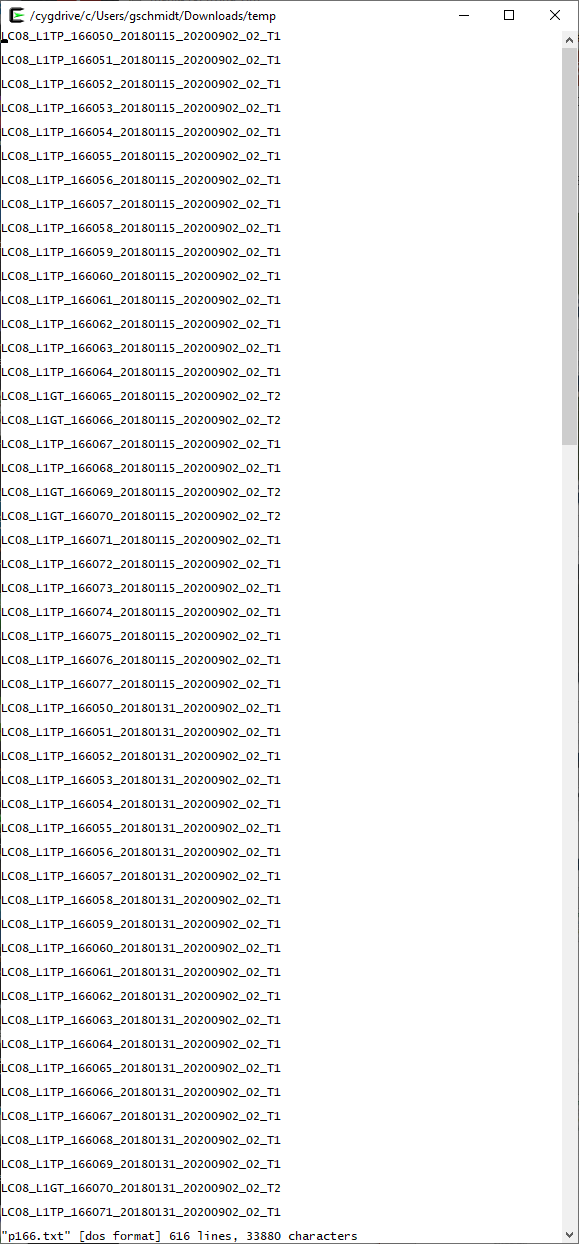 /cygdrive/c/Users/gschmidt/Downloads/temp
LC08_L1TP_166050_20180115_20200902_02_T1
LC08_L1TP_166051_20180115_20200902_02_T1
LC08_L1TP_166052_20180115_20200902_02_T1
LC08_L1TP_166053_20180115_20200902_02_T1
LC08_L1TP_166054_20180115_20200902_02_T1
LC08_L1TP_166055_20180115_20200902_02_T1
LC08_L1TP_166056_20180115_20200902_02_T1
LC08_L1TP_166057_20180115_20200902_02_T1
LC08_L1TP_166058_20180115_20200902_02_T1
LC08_L1TP_166059_20180115_20200902_02_T1
LC08_L1TP_166060_20180115_20200902_02_T1
LC08_L1TP_166061_20180115_20200902_02_T1
LC08_L1TP_166062_20180115_20200902_02_T1
LC08_L1TP_166063_20180115_20200902_02_T1
LC08_L1TP_166064_20180115_20200902_02_T1
LC08_L1GT_166065_20180115_20200902_02_T2
LC08_L1GT_166066_20180115_20200902_02_T2
LC08_L1TP_166067_20180115_20200902_02_T1
LC08_L1TP_166068_20180115_20200902_02_T1
LC08_L1GT_166069_20180115_20200902_02_T2
LC08_L1GT_166070_20180115_20200902_02_T2
LC08_L1TP_166071_20180115_20200902_02_T1
LC08_L1TP_166072_20180115_20200902_02_T1
LC08_L1TP_166073_20180115_20200902_02_T1
LC08_L1TP_166074_20180115_20200902_02_T1
LC08_L1TP_166075_20180115_20200902_02_T1
LC08_L1TP_166076_20180115_20200902_02_T1
LC08_L1TP_166077_20180115_20200902_02_T1
LC08_L1TP_166050_20180131_20200902_02_T1
LC08_L1TP_166051_20180131_20200902_02_T1
LC08_L1TP_166052_20180131_20200902_02_T1
LC08_L1TP_166053_20180131_20200902_02_T1
LC08_L1TP_166054_20180131_20200902_02_T1
LC08_L1TP_166055_20180131_20200902_02_T1
LC08_L1TP_166056_20180131_20200902_02_T1
LC08_L1TP_166057_20180131_20200902_02_T1
LC08_L1TP_166058_20180131_20200902_02_T1
LC08_L1TP_166059_20180131_20200902_02_T1
LC08_L1TP_166060_20180131_20200902_02_T1
LC08_L1TP_166061_20180131_20200902_02_T1
LC08_L1TP_166062_20180131_20200902_02_T1
LC08_L1TP_166063_20180131_20200902_02_T1
LC08_L1TP_166064_20180131_20200902_02_T1
LC08_L1TP_166065_20180131_20200902_02_T1
LC08_L1TP_166066_20180131_20200902_02_T1
LC08_L1TP_166067_20180131_20200902_02_T1
LC08_L1TP_166068_20180131_20200902_02_T1
LC08_L1TP_166069_20180131_20200902_02_T1
LC08_L1GT_166070_20180131_20200902_02_T2
LC08_L1TP_166071_20180131_20200902_02_T1
"p166.txt" [dos format] 616 lines, 33880 characters